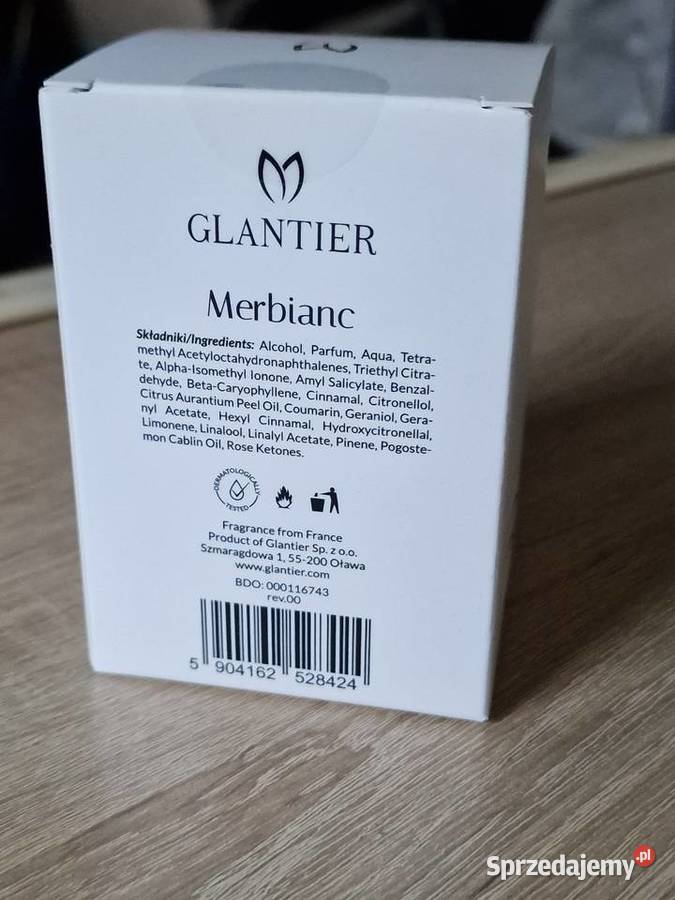 GLANTIER
Merbianc
Składniki/Ingredients: Alcohol, Parfum, Aqua, Tetra-
methyl Acetyloctahydronaphthalenes, Triethyl Citra-
te, Alpha-Isomethyl Ionone, Amyl Salicylate, Benzal-
dehyde, Beta-Caryophyllene, Cinnamal, Citronellol,
Citrus Aurantium Peel Oil, Coumarin, Geraniol, Gera-
nyl Acetate, Hexyl Cinnamal, Hydroxycitronellal,
Limonene, Linalool, Linalyl Acetate, Pinene, Pogoste-
mon Cablin Oil, Rose Ketones.
DERMATOLOGICALLY
TESTED
Fragrance from France
Product of Glantier Sp. z o.o.
Szmaragdowa 1, 55-200 Oława
www.glantier.com
BDO: 000116743
rev.00
5 904162 528424
Sprzedajemy.pl